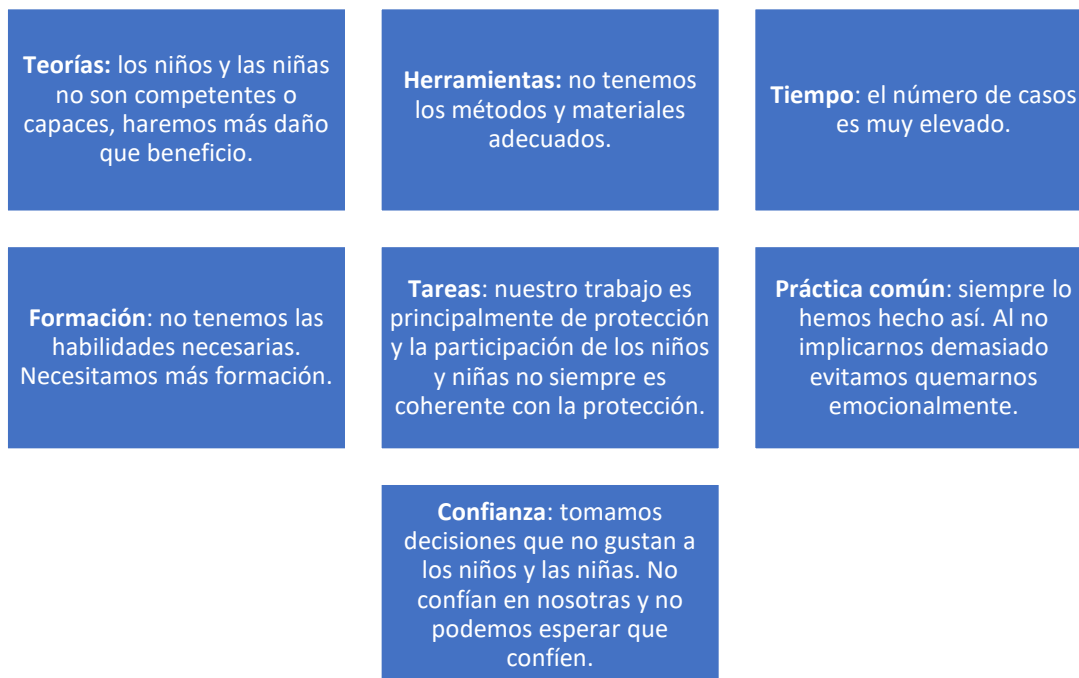 Teorías: los niños y las niñas
no son competentes o
capaces, haremos más daño
que beneficio.
Herramientas: no tenemos
los métodos y materiales
adecuados.
Tiempo: el número de casos
es muy elevado.
Formación: no tenemos las
habilidades necesarias.
Necesitamos más formación.
Tareas: nuestro trabajo es
principalmente de protección
y la participación de los niños
y niñas no siempre es
coherente con la protección.
Práctica común: siempre lo
hemos hecho así. Al no
implicarnos demasiado
evitamos quemarnos
emocionalmente.
Confianza: tomamos
decisiones que no gustan a
los niños y las niñas. No
confían en nosotras y no
podemos esperar que
confíen.